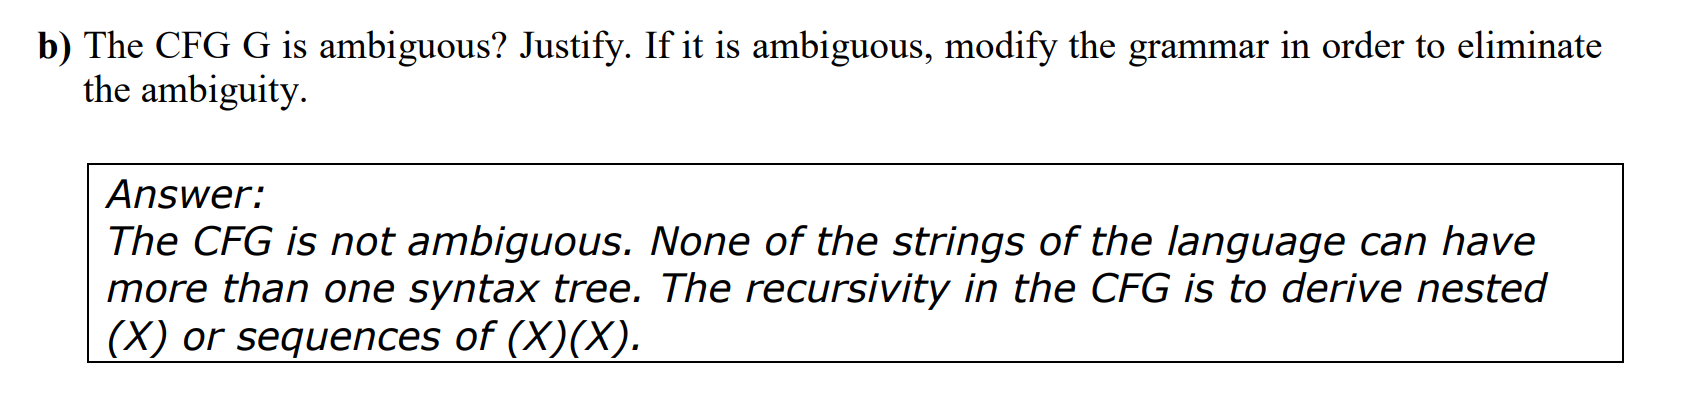 b) The CFG G is ambiguous? Justify. If it is ambiguous, modify the grammar in order to eliminate
the ambiguity.
Answer:
The CFG is not ambiguous. None of the strings of the language can have
more than one syntax tree. The recursivity in the CFG is to derive nested
(X) or sequences of (X)(X).